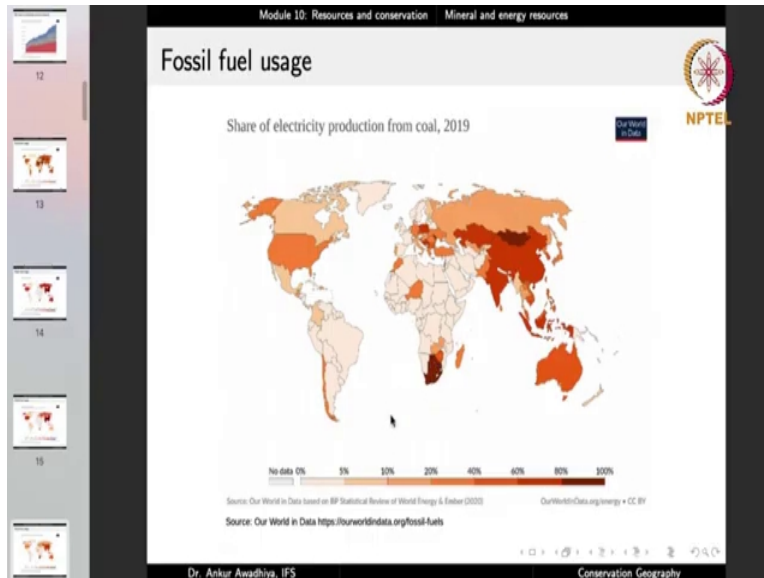 Module 10: Resources and conservation Mineral and energy resources
Fossil fuel usage
NPTEL
Share of electricity production from coal, 2019
Our World
in Data
No data 0% 5% 10% 20% 40% 60% 80% 100%
Source: Our World in Data based on BP Statistical Review of World Energy & Ember (2020) OurWorldInData.org/energy • CC BY
Source: Our World in Data https://ourworldindata.org/fossil-fuels
Dr. Ankur Awadhiya, IFS Conservation Geography
12
13
14
15